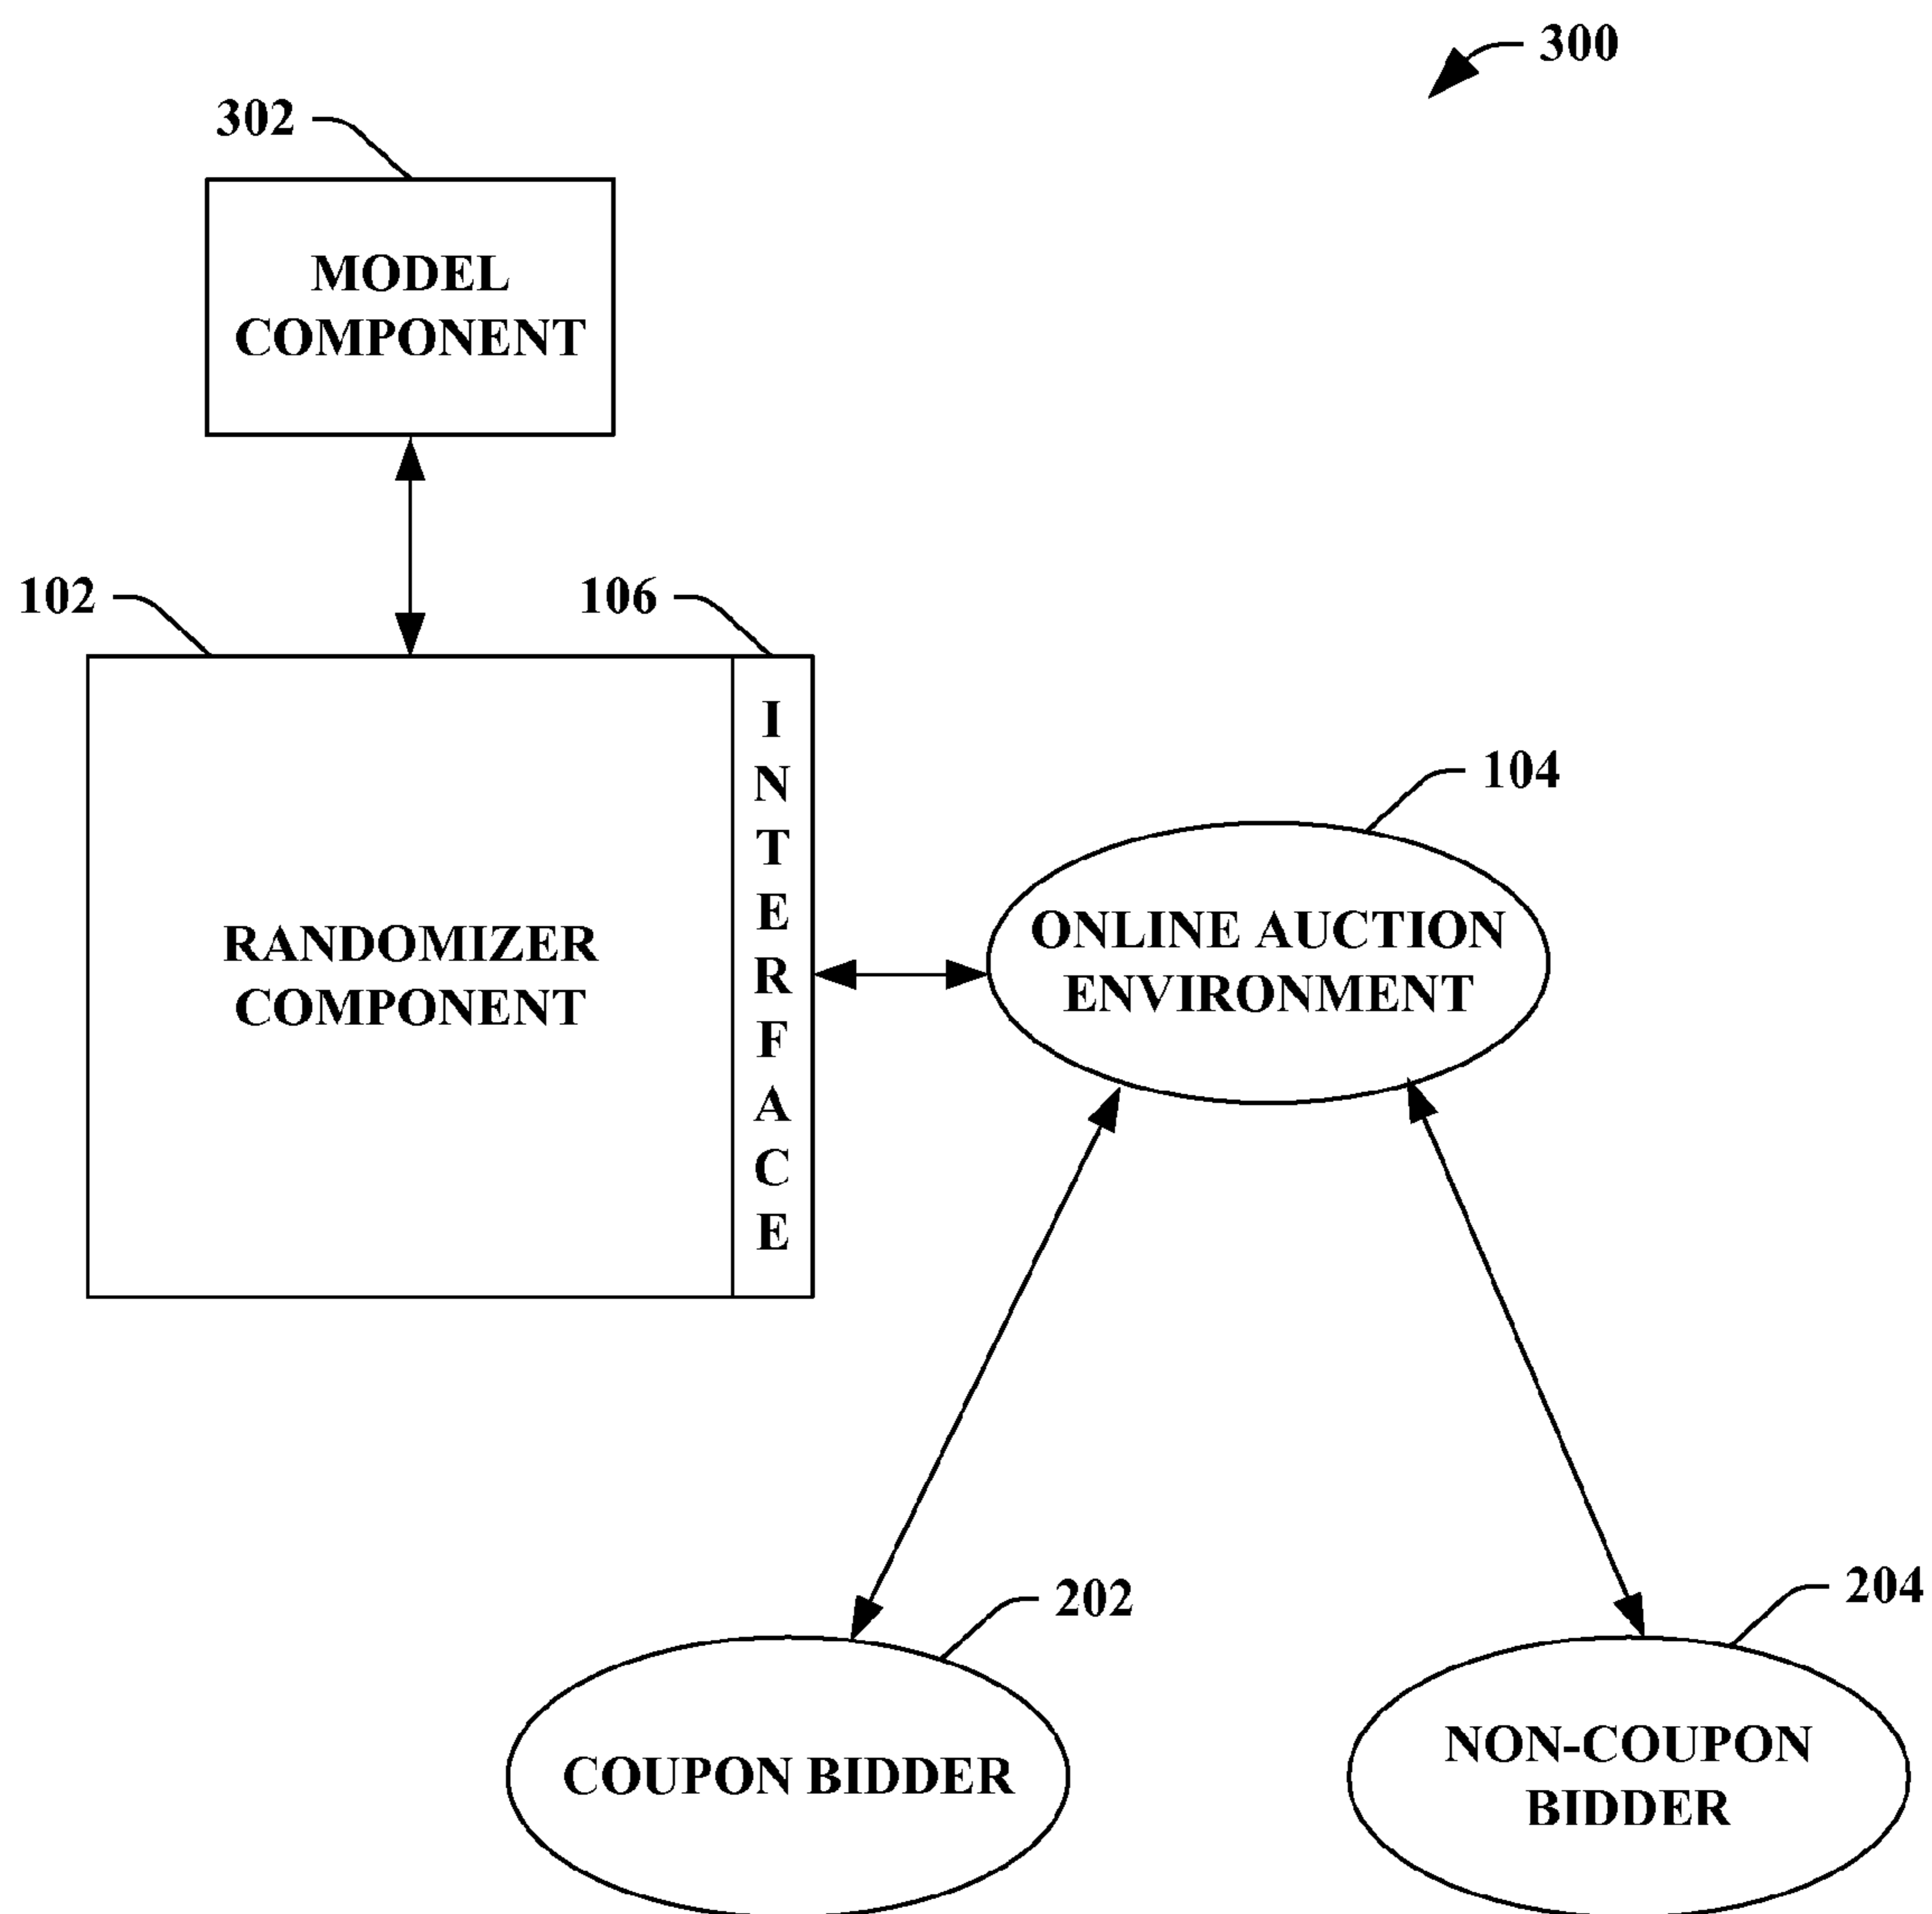 300
302
MODEL
COMPONENT
102
106
INTERFACE
RANDOMIZER
COMPONENT
104
ONLINE AUCTION
ENVIRONMENT
202
COUPON BIDDER
204
NON-COUPON
BIDDER